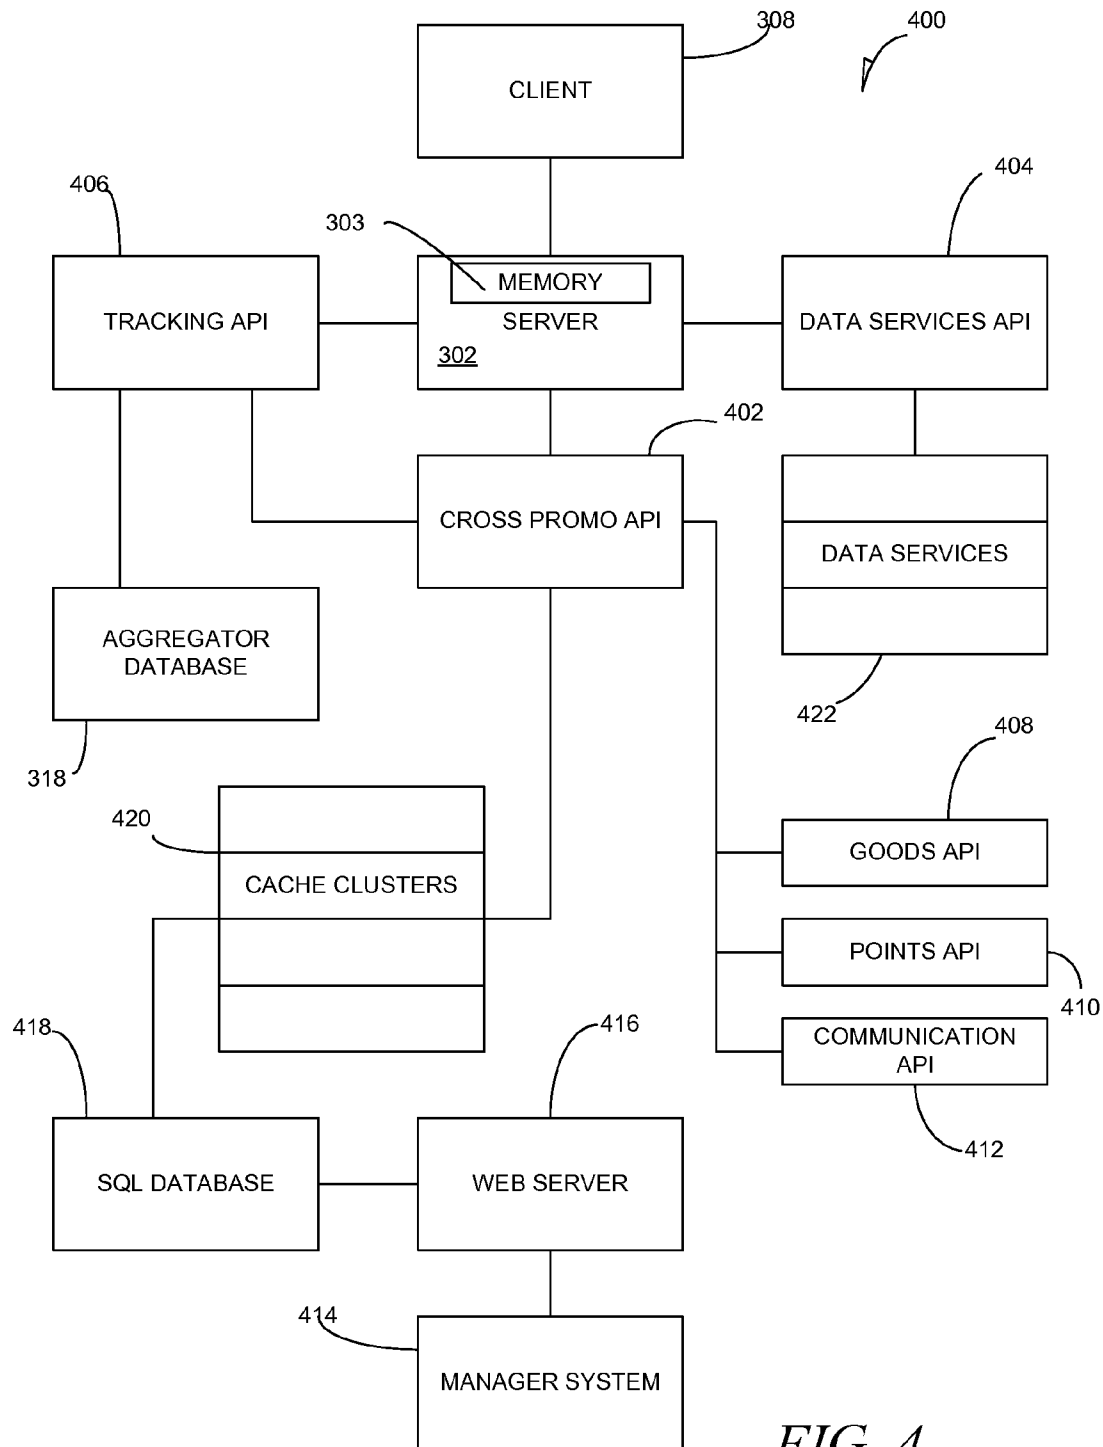 308
400
CLIENT
406
404
303
MEMORY
TRACKING API
SERVER
DATA SERVICES API
302
402
CROSS PROMO API
DATA SERVICES
AGGREGATOR
DATABASE
422
408
318
420
GOODS API
CACHE CLUSTERS
POINTS API
410
418
416
COMMUNICATION
API
412
SQL DATABASE
WEB SERVER
414
MANAGER SYSTEM
FIG. 4